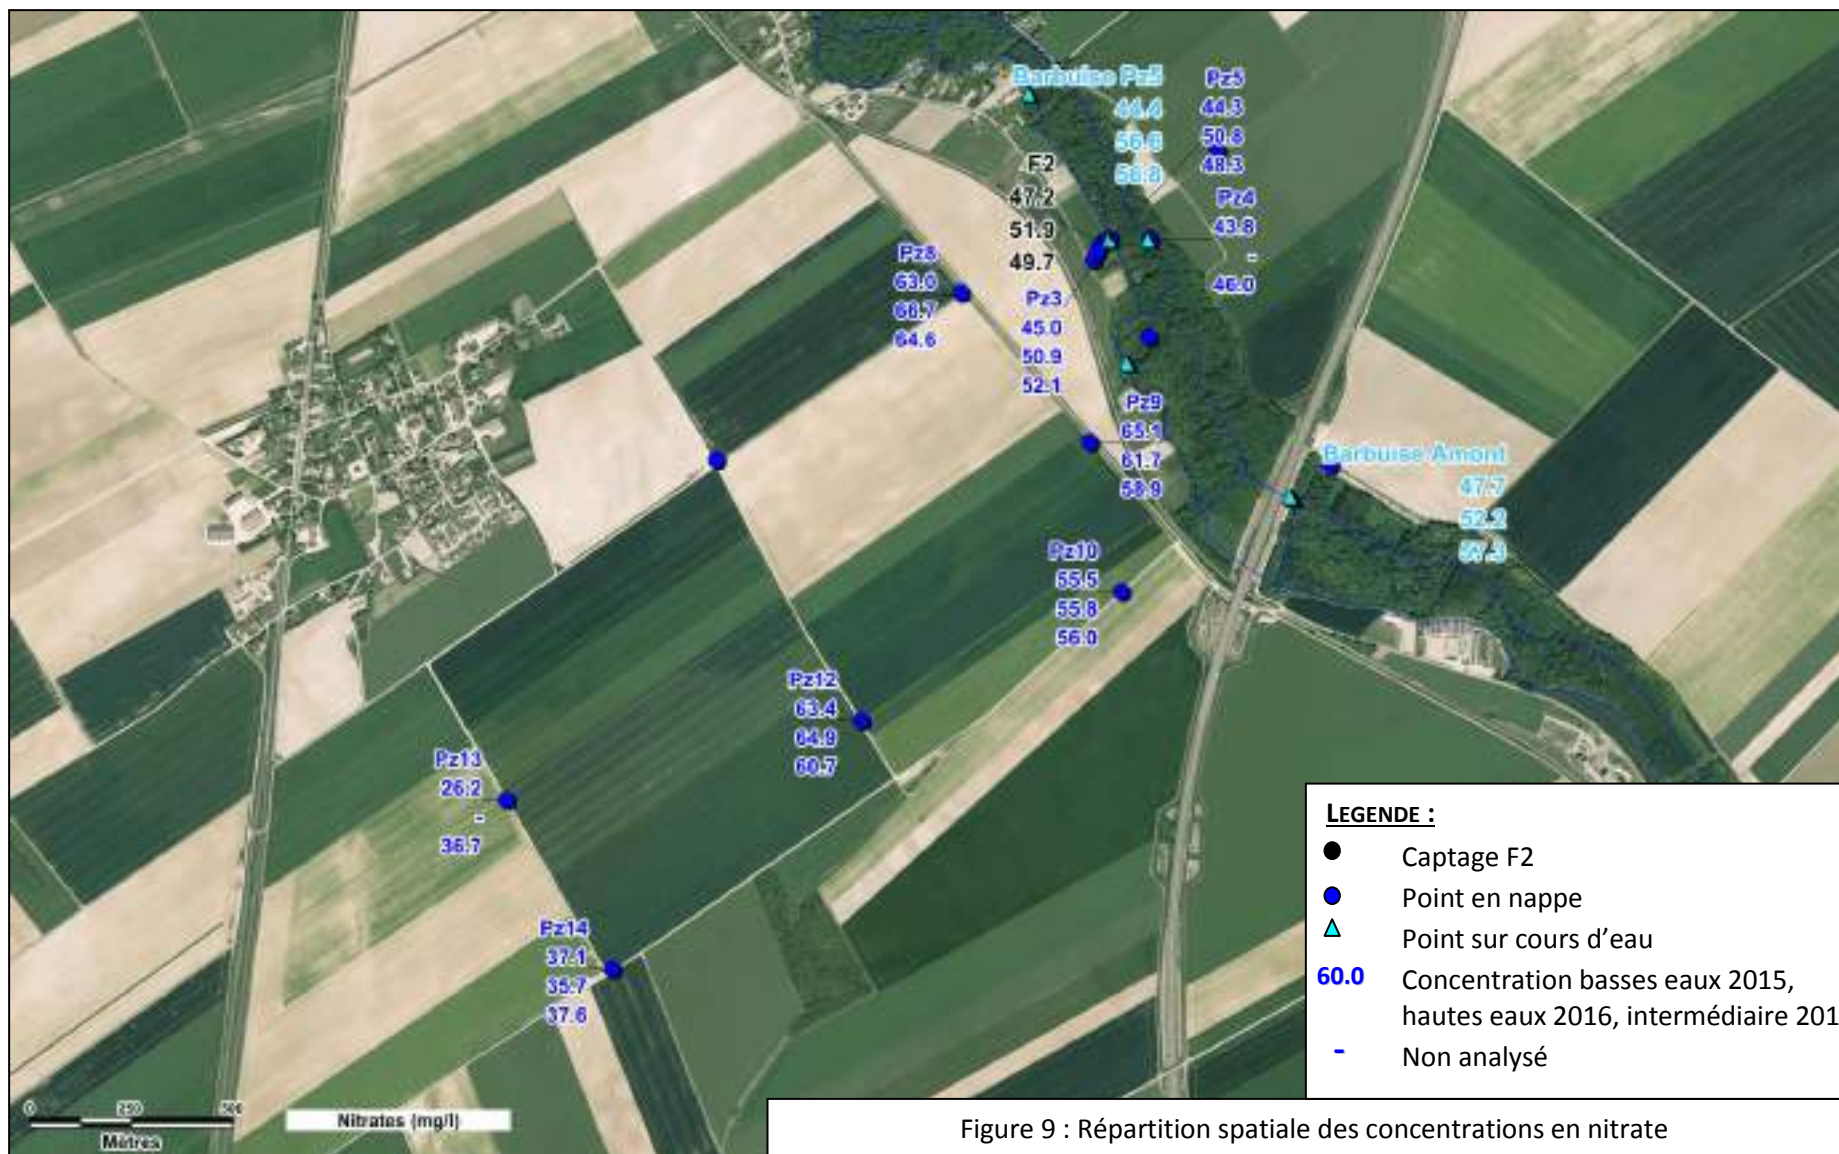 Barbuise Pz5
44.4
56.6
56.8
Pz5
44.3
50.8
48.3
F2
47.2
51.9
49.7
Pz4
43.8
-
46.0
Pz8
63.0
66.7
64.6
Pz3
45.0
50.9
52.1
Pz9
65.1
61.7
58.9
Barbuise Amont
47.7
52.2
Pz10
55.5
55.8
56.0
Pz12
63.4
64.9
60.7
Pz13
26.2
-
36.7
Pz14
37.1
35.7
37.6
LEGENDE :
Captage F2
Point en nappe
Point sur cours d'eau
60.0 Concentration basses eaux 2015,
hautes eaux 2016, intermédiaire 201
- Non analysé
0 250 500
Mètres
Nitrates (mg/l)
Figure 9 : Répartition spatiale des concentrations en nitrate